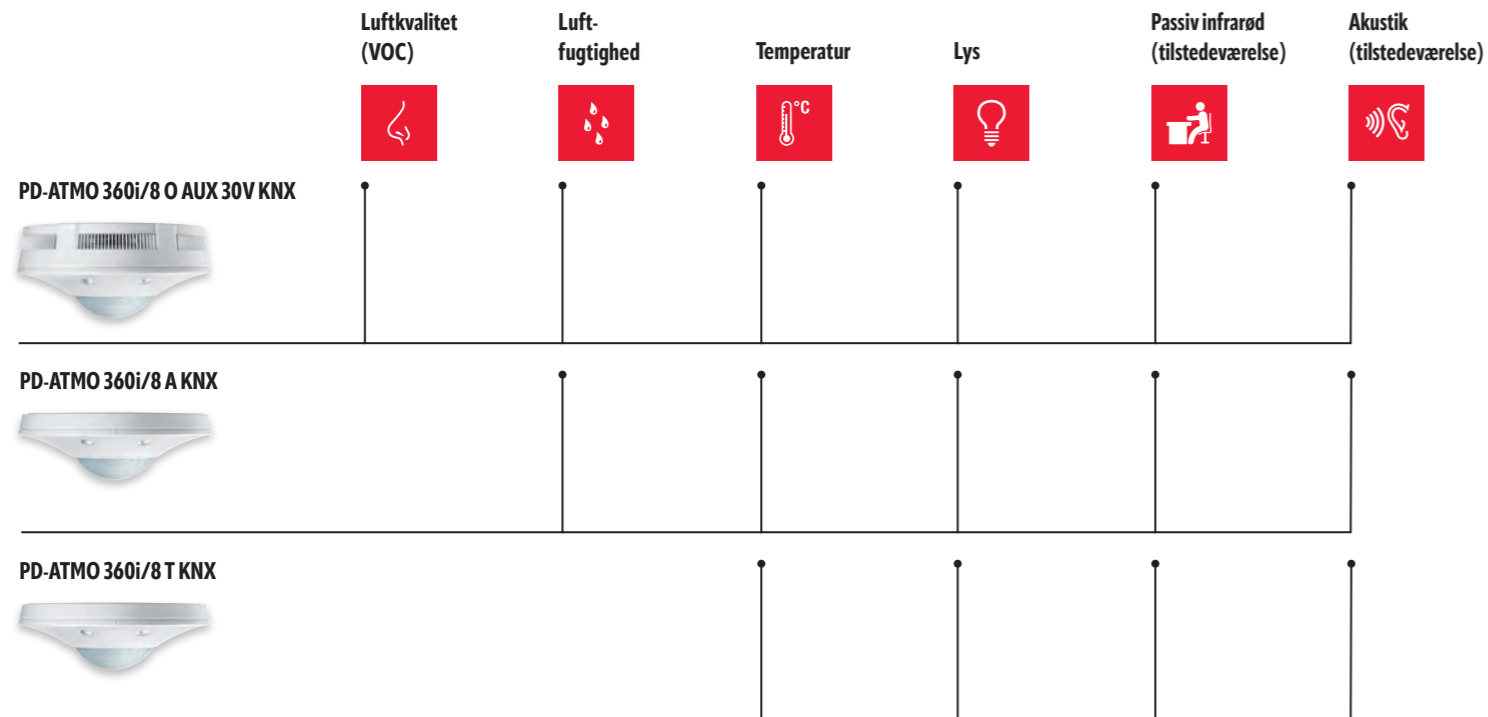 Luftkvalitet
(VOC)
Luft-
fugtighed
Temperatur
Lys
Passiv infrarød
(tilstedeværelse)
Akustik
(tilstedeværelse)
°C
PD-ATMO 360i/8 O AUX 30V KNX
PD-ATMO 360i/8 A KNX
PD-ATMO 360i/8 T KNX